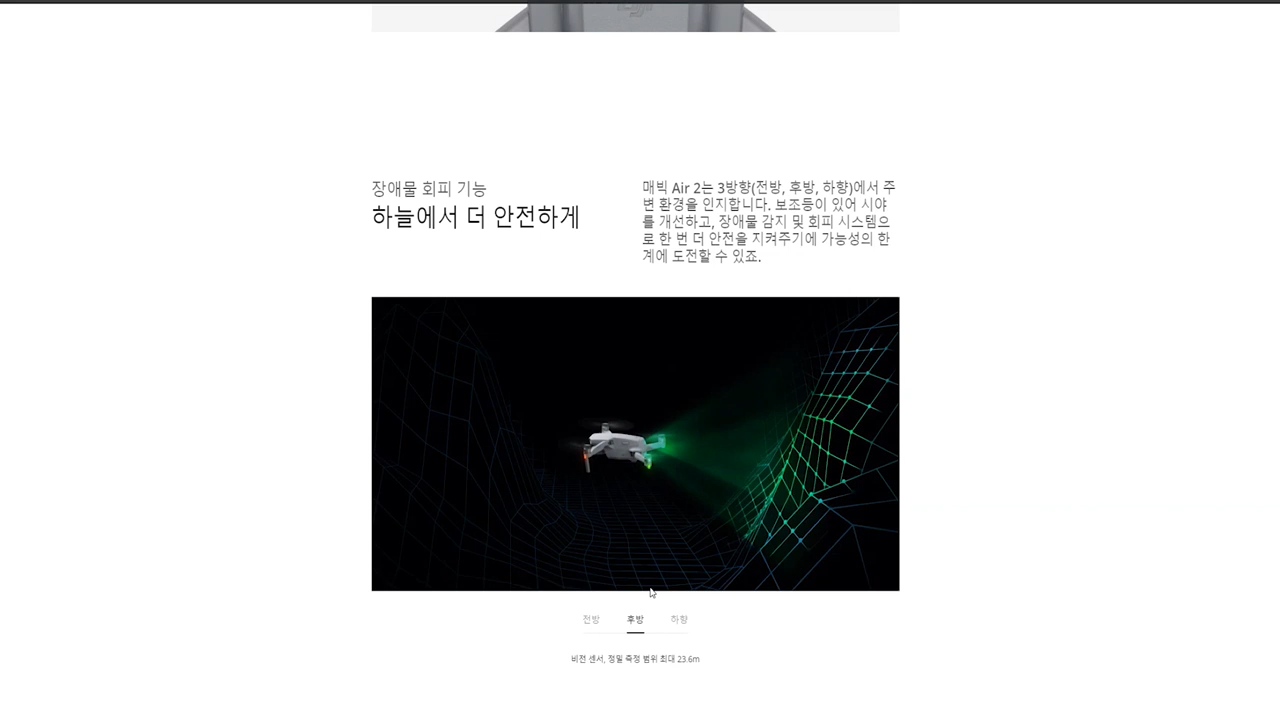 장애물 회피 기능
하늘에서 더 안전하게
매빅 Air 2는 3방향(전방, 후방, 하향)에서 주
변 환경을 인지합니다. 보조등이 있어 시야
를 개선하고, 장애물 감지 및 회피 시스템으
로 한 번 더 안전을 지켜주기에 가능성의 한
계에 도전할 수 있죠.
전방 후방 하향
비전 센서, 정밀 측정 범위 최대 23.6m